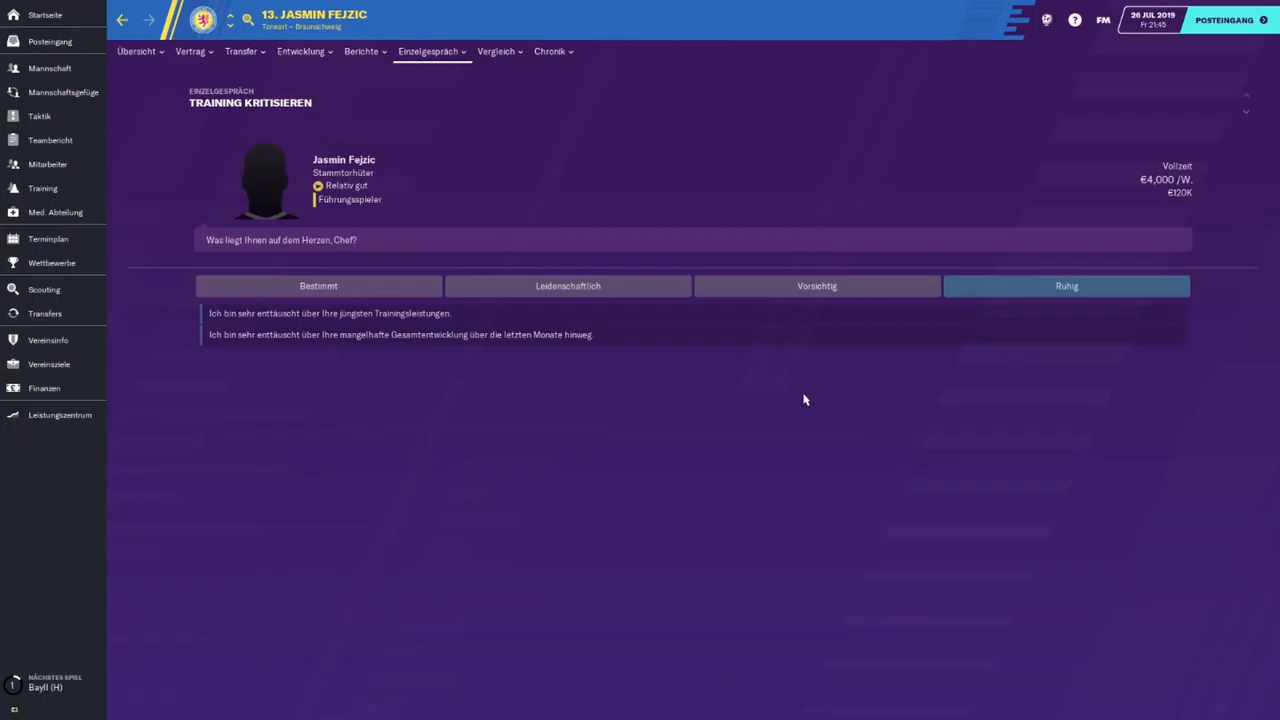 Startseite
Posteingang
Mannschaft
Mannschaftsgefüge
Taktik
Teambericht
Mitarbeiter
Training
Med. Abteilung
Terminplan
Wettbewerbe
Scouting
Transfers
Vereinsinfo
Vereinsziele
Finanzen
Leistungszentrum
1
NÄCHSTES SPIEL
BayII (H)
13. JASMIN FEJZIC
Torwart – Braunschweig
?
FM
26 JUL 2019
Fr 21:45
POSTEINGANG
Übersicht Vertrag Transfer Entwicklung Berichte Einzelgespräch Vergleich Chronik
EINZELGESPRÄCH
TRAINING KRITISIEREN
Jasmin Fejzic
Stammtorhüter
Relativ gut
Führungsspieler
Vollzeit
€4,000 /W.
€120K
Was liegt Ihnen auf dem Herzen, Chef?
Bestimmt Leidenschaftlich Vorsichtig Ruhig
Ich bin sehr enttäuscht über Ihre jüngsten Trainingsleistungen.
Ich bin sehr enttäuscht über Ihre mangelhafte Gesamtentwicklung über die letzten Monate hinweg.